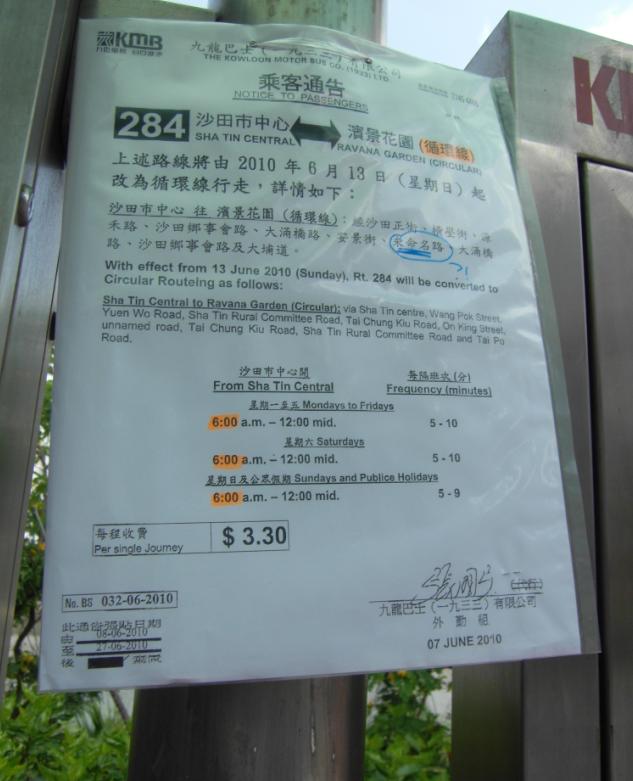 KMB
九龍巴士（一九三三）有限公司
THE KOWLOON MOTOR BUS CO. (1933) LTD
乘客通告
NOTICE TO PASSENGERS
284 沙田市中心 濱景花園 (循環線)
SHA TIN CENTRAL RAVANA GARDEN (CIRCULAR)
上述路線將由 2010 年 6 月 13 日（星期日）起
改為循環線行走，詳情如下：
沙田市中心 往 濱景花園 (循環線)：經沙田正街、橫壆街、源
禾路、沙田鄉事會路、大涌橋路、安景街、未命名路、大涌橋
路、沙田鄉事會路及大埔道。
With effect from 13 June 2010 (Sunday), Rt. 284 will be converted to
Circular Routeing as follows:
Sha Tin Central to Ravana Garden (Circular): via Sha Tin centre, Wang Pok Street,
Yuen Wo Road, Sha Tin Rural Committee Road, Tai Chung Kiu Road, On King Street,
unnamed road, Tai Chung Kiu Road, Sha Tin Rural Committee Road and Tai Po
Road.
沙田市中心開 每隔班次 (分)
From Sha Tin Central Frequency (minutes)
星期一至五 Mondays to Fridays
6:00 a.m. – 12:00 mid. 5 - 10
星期六 Saturdays
6:00 a.m. – 12:00 mid. 5 - 10
星期日及公眾假期 Sundays and Publice Holidays
6:00 a.m. – 12:00 mid. 5 - 9
每程收費 $ 3.30
Per single Journey
No. BS 032-06-2010
此通告張貼日期
由 08-06-2010
至 27-06-2010
後
九龍巴士（一九三三）有限公司
外勤組
07 JUNE 2010
K